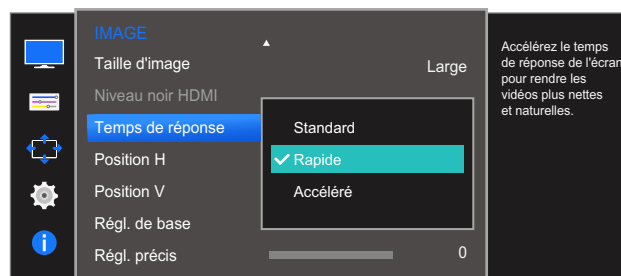 IMAGE
Taille d'image Large
Niveau noir HDMI
Temps de réponse
Position H
Position V
Régl. de base
Régl. précis 0
Standard
Rapide
Accéléré
Accélérez le temps
de réponse de l'écran
pour rendre les
vidéos plus nettes
et naturelles.